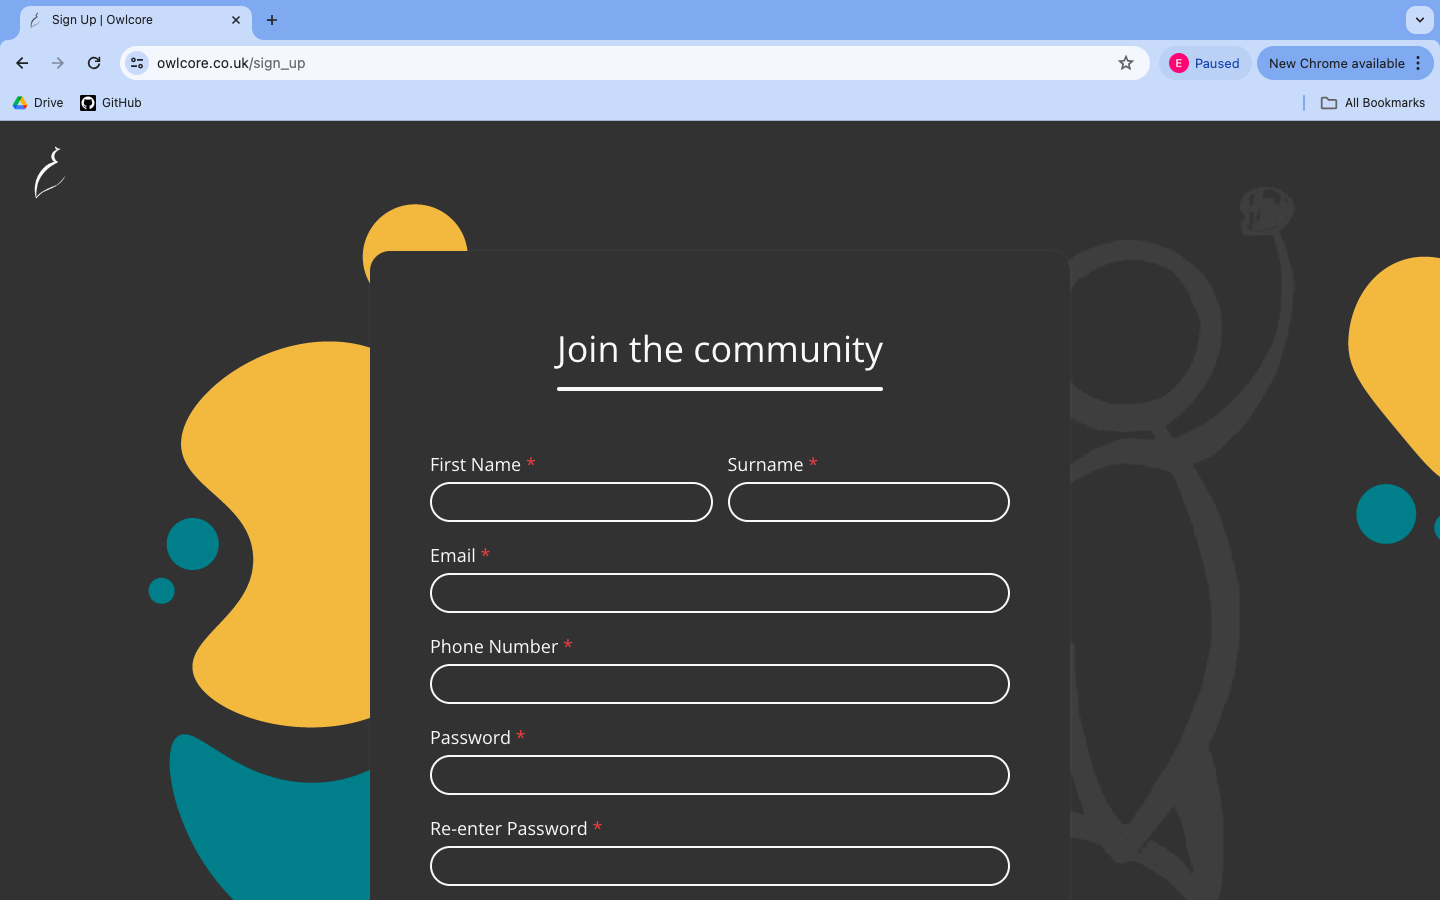 Sign Up | Owlcore
owlcore.co.uk/sign_up
E Paused
New Chrome available
Drive
GitHub
All Bookmarks
Join the community
First Name * Surname *
Email *
Phone Number *
Password *
Re-enter Password *